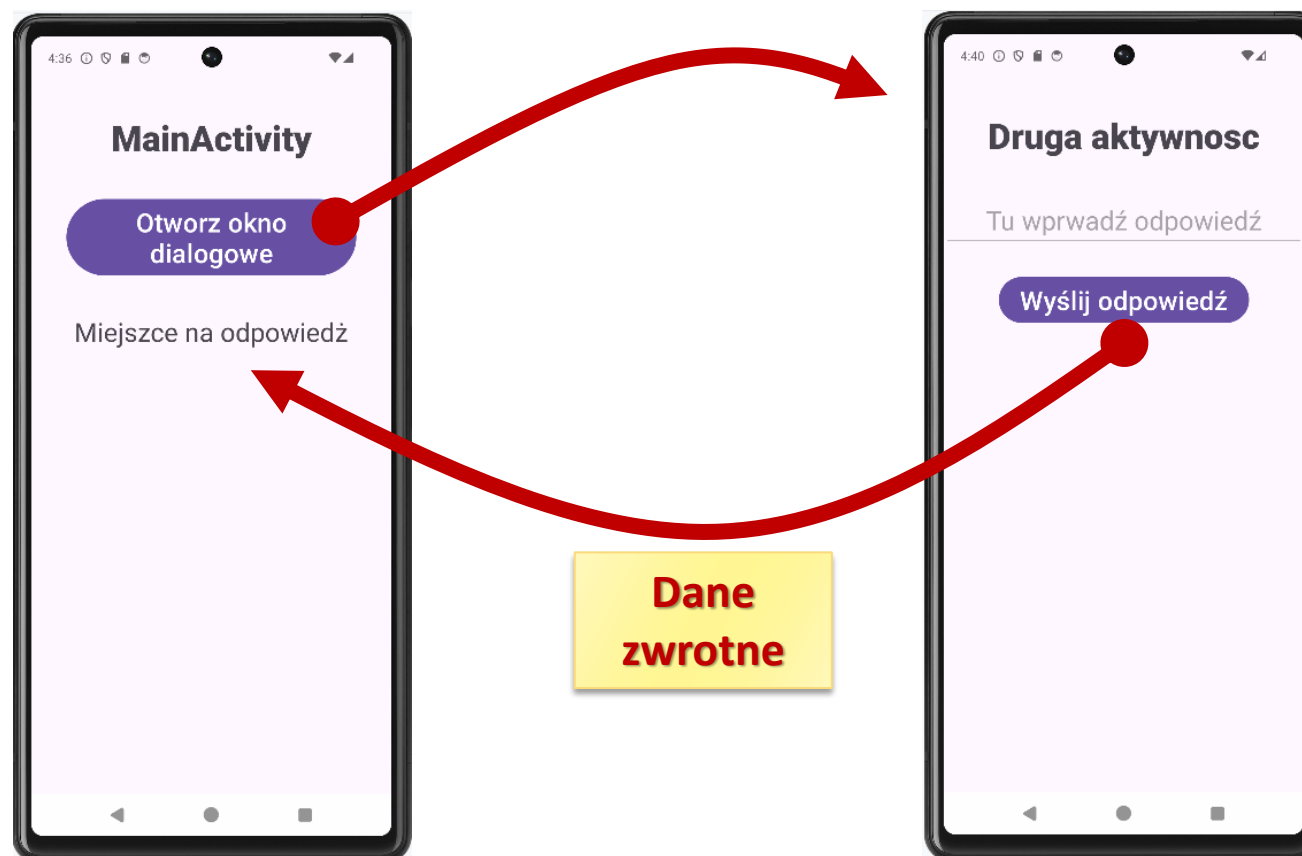 4:36
MainActivity
Otworz okno
dialogowe
Miejszce na odpowiedż
4:40
Druga aktywnosc
Tu wprwadź odpowiedź
Wyślij odpowiedź
Dane
zwrotne